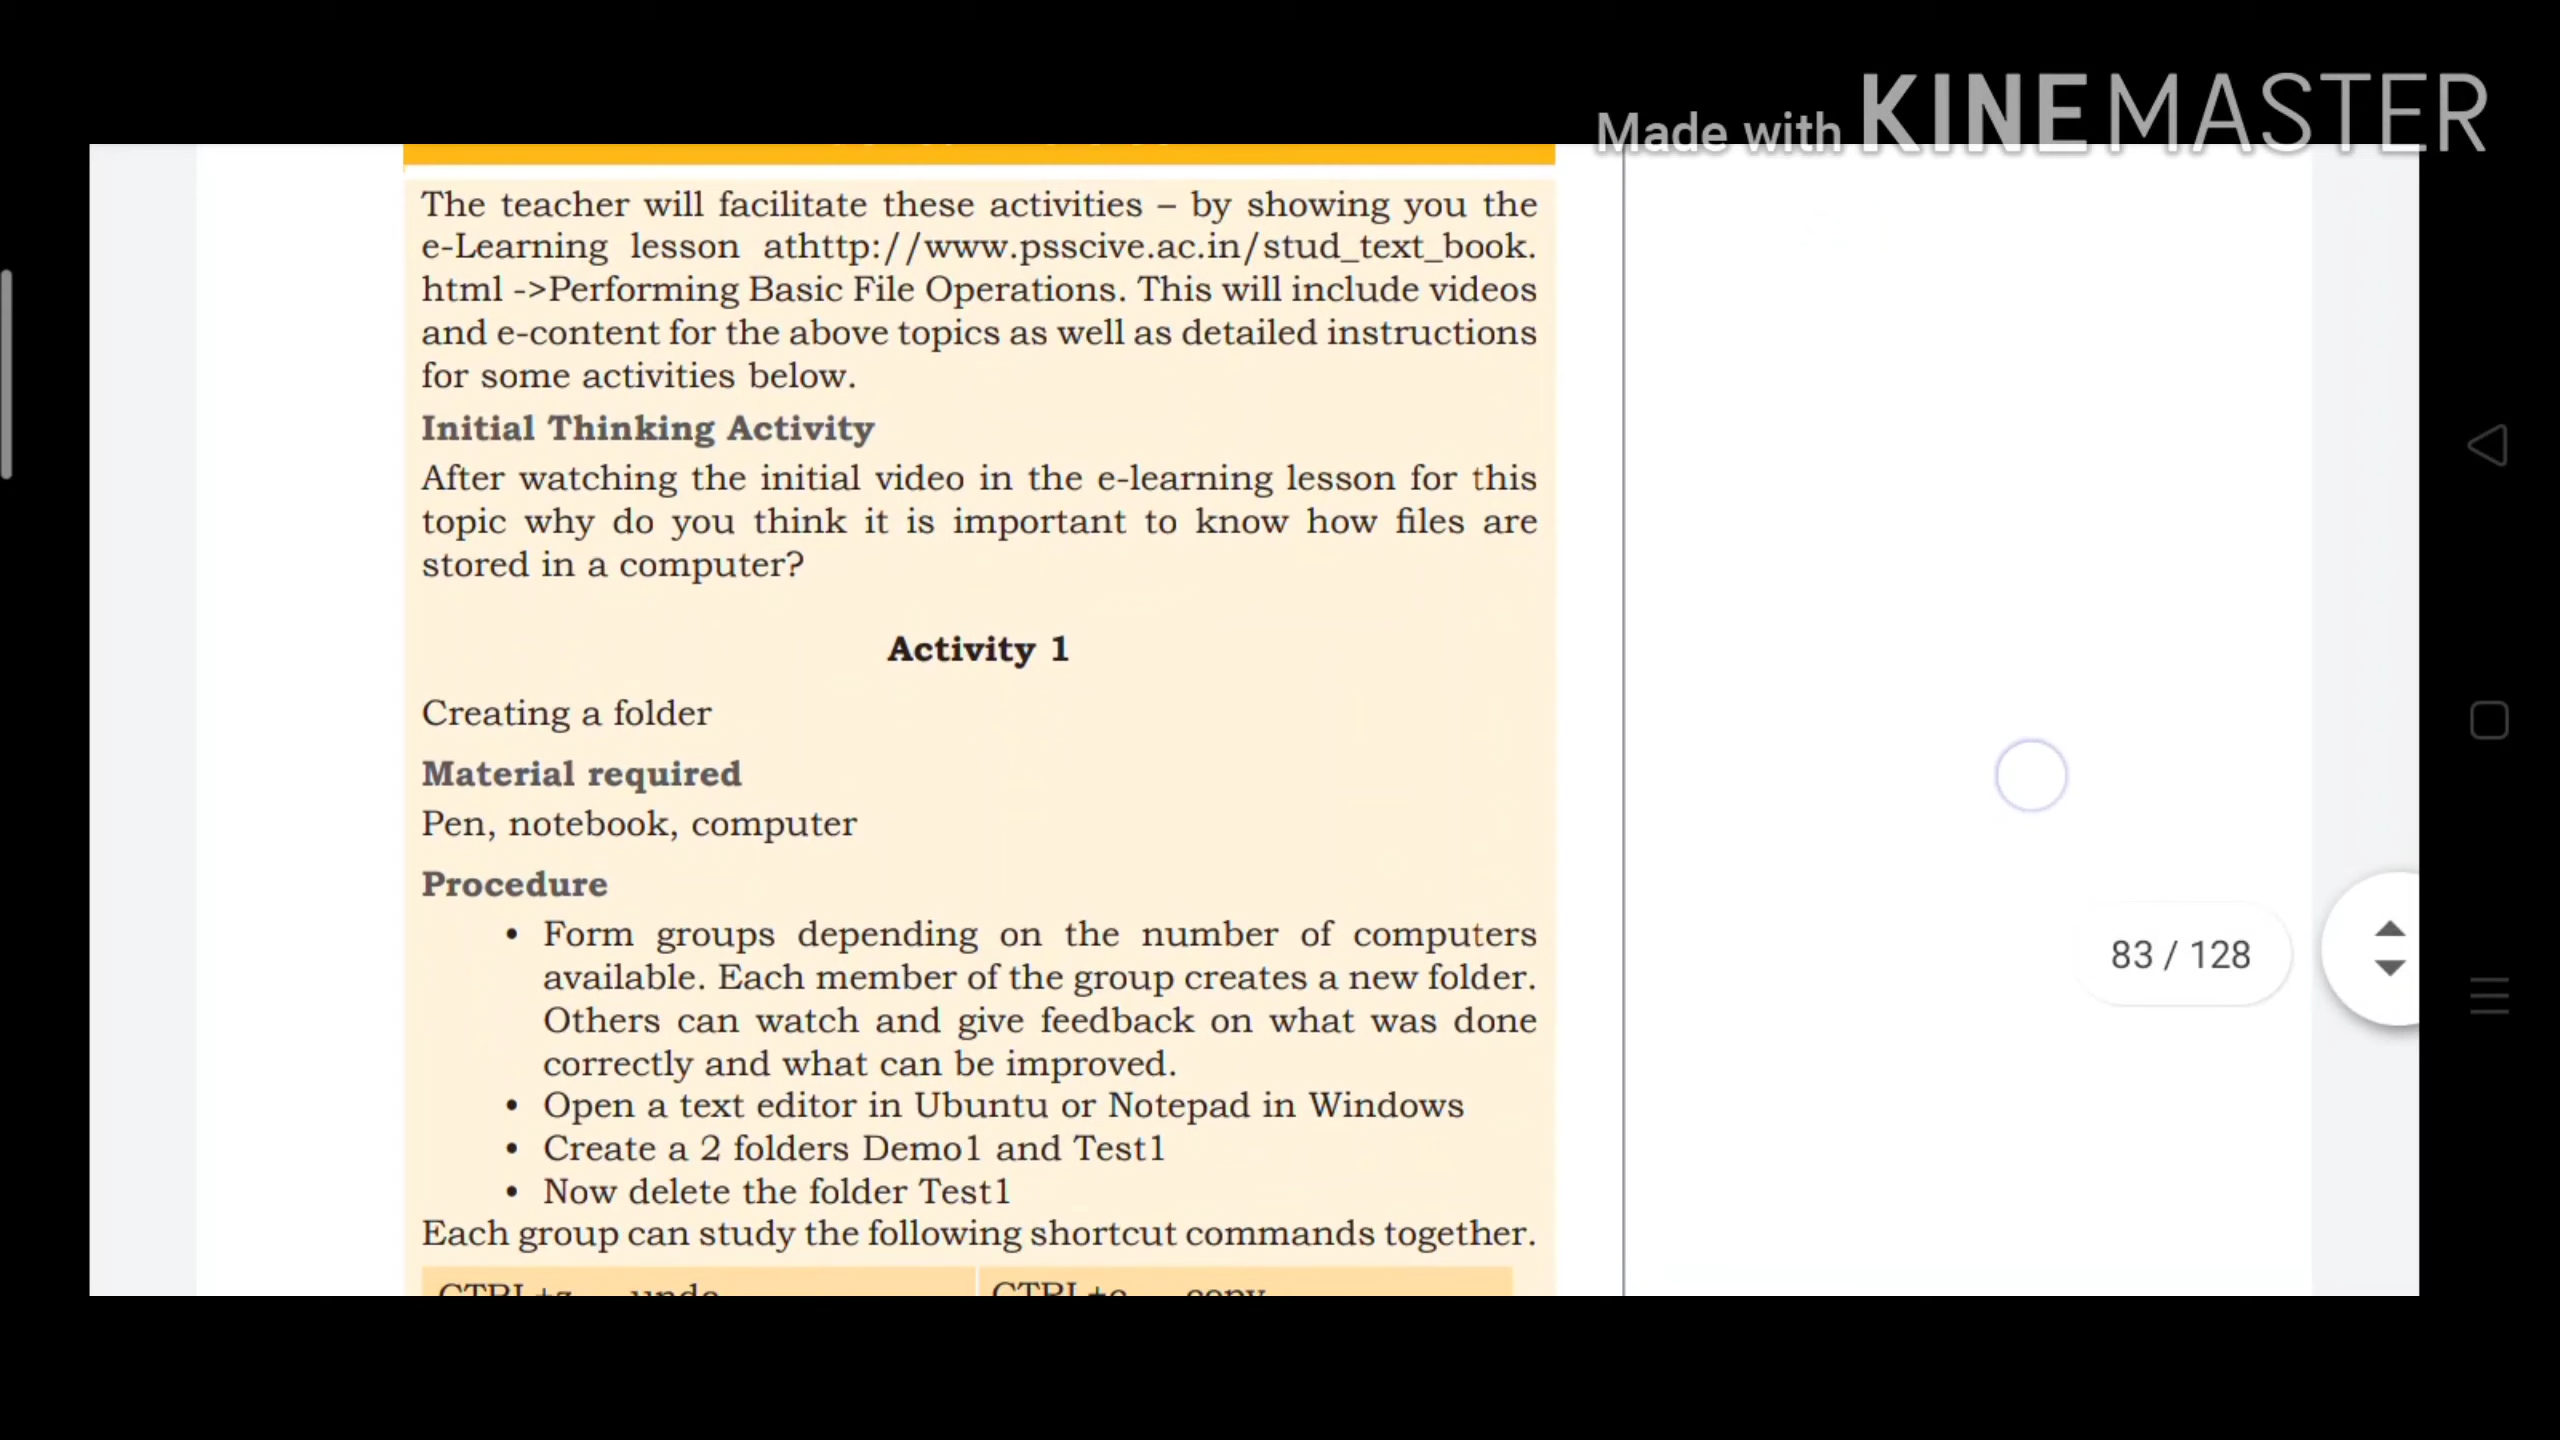 Made with KINEMASTER
The teacher will facilitate these activities – by showing you the
e-Learning lesson athttp://www.psscive.ac.in/stud_text_book.
html ->Performing Basic File Operations. This will include videos
and e-content for the above topics as well as detailed instructions
for some activities below.
Initial Thinking Activity
After watching the initial video in the e-learning lesson for this
topic why do you think it is important to know how files are
stored in a computer?
Activity 1
Creating a folder
Material required
Pen, notebook, computer
Procedure
• Form groups depending on the number of computers
available. Each member of the group creates a new folder.
Others can watch and give feedback on what was done
correctly and what can be improved.
• Open a text editor in Ubuntu or Notepad in Windows
• Create a 2 folders Demo1 and Test1
• Now delete the folder Test1
Each group can study the following shortcut commands together.
CTRL+z undo CTRL+c copy
83 / 128